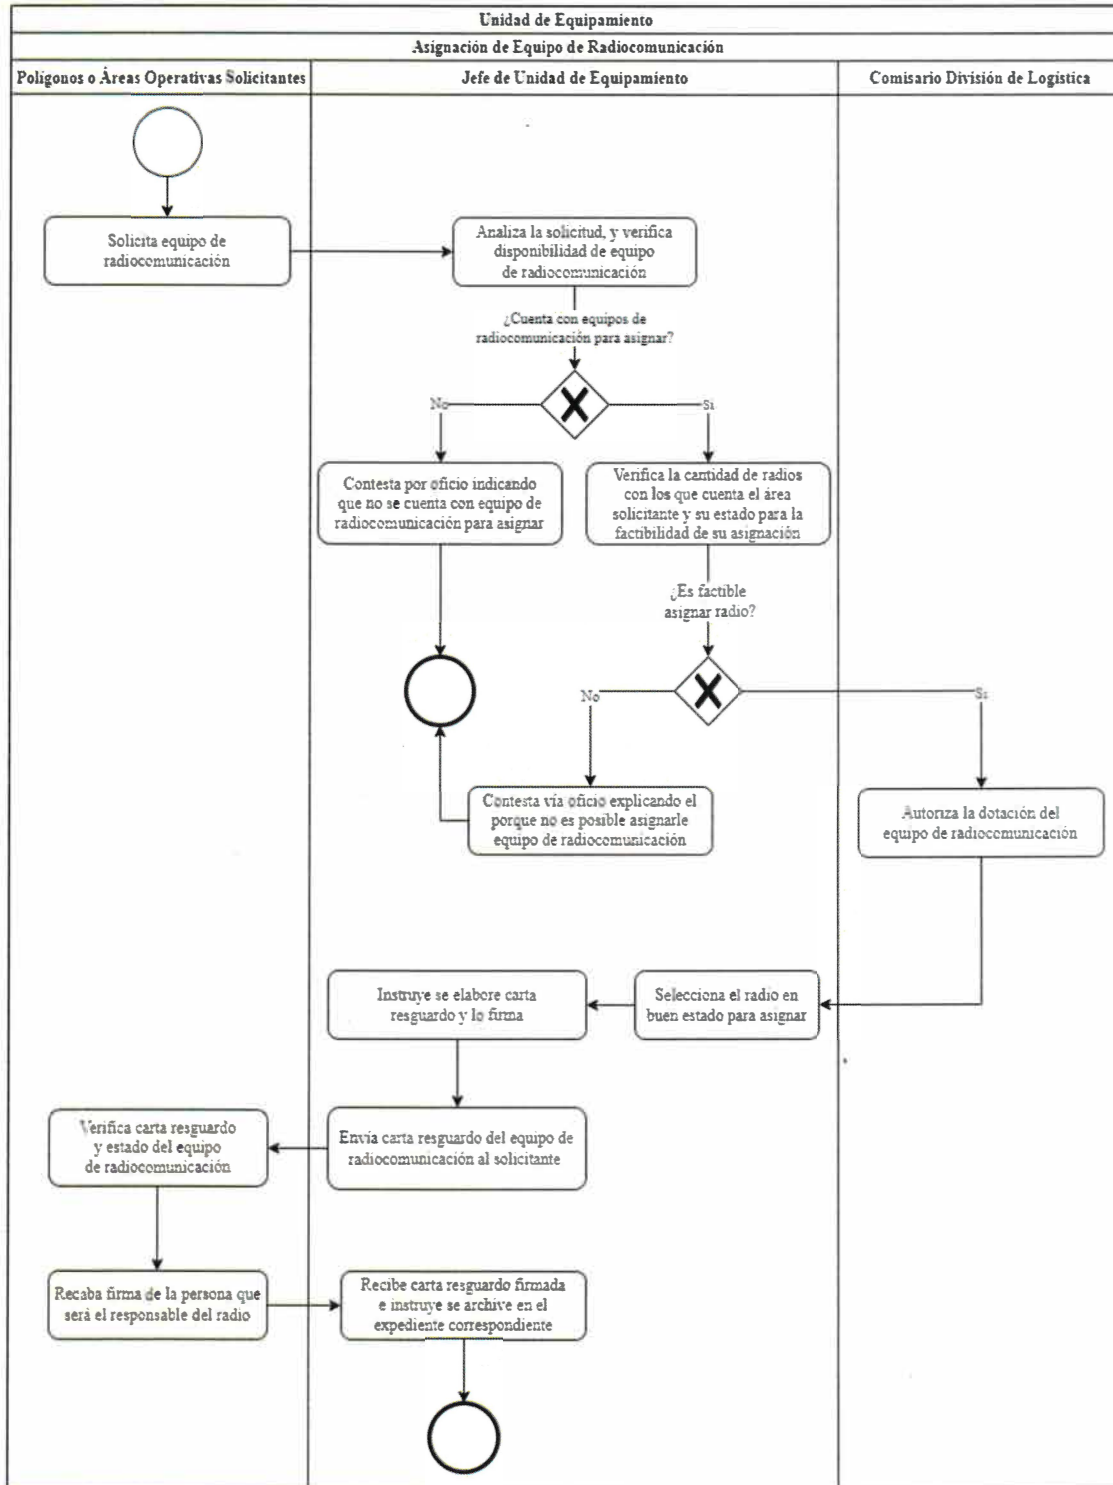 Unidad de Equipamiento
Asignación de Equipo de Radiocomunicación
Polígonos o Áreas Operativas Solicitantes
Jefe de Unidad de Equipamiento
Comisario División de Logística
Solicita equipo de
radiocomunicación
Analiza la solicitud, y verifica
disponibilidad de equipo
de radiocomunicación
¿Cuenta con equipos de
radiocomunicación para asignar?
No
Si
Contesta por oficio indicando
que no se cuenta con equipo de
radiocomunicación para asignar
Verifica la cantidad de radios
con los que cuenta el área
solicitante y su estado para la
factibilidad de su asignación
¿Es factible
asignar radio?
No
Si
Contesta vía oficio explicando el
porque no es posible asignarle
equipo de radiocomunicación
Autoriza la dotación del
equipo de radiocomunicación
Selecciona el radio en
buen estado para asignar
Instruye se elabore carta
resguardo y lo firma
Envía carta resguardo del equipo de
radiocomunicación al solicitante
Verifica carta resguardo
y estado del equipo
de radiocomunicación
Recaba firma de la persona que
será el responsable del radio
Recibe carta resguardo firmada
e instruye se archive en el
expediente correspondiente